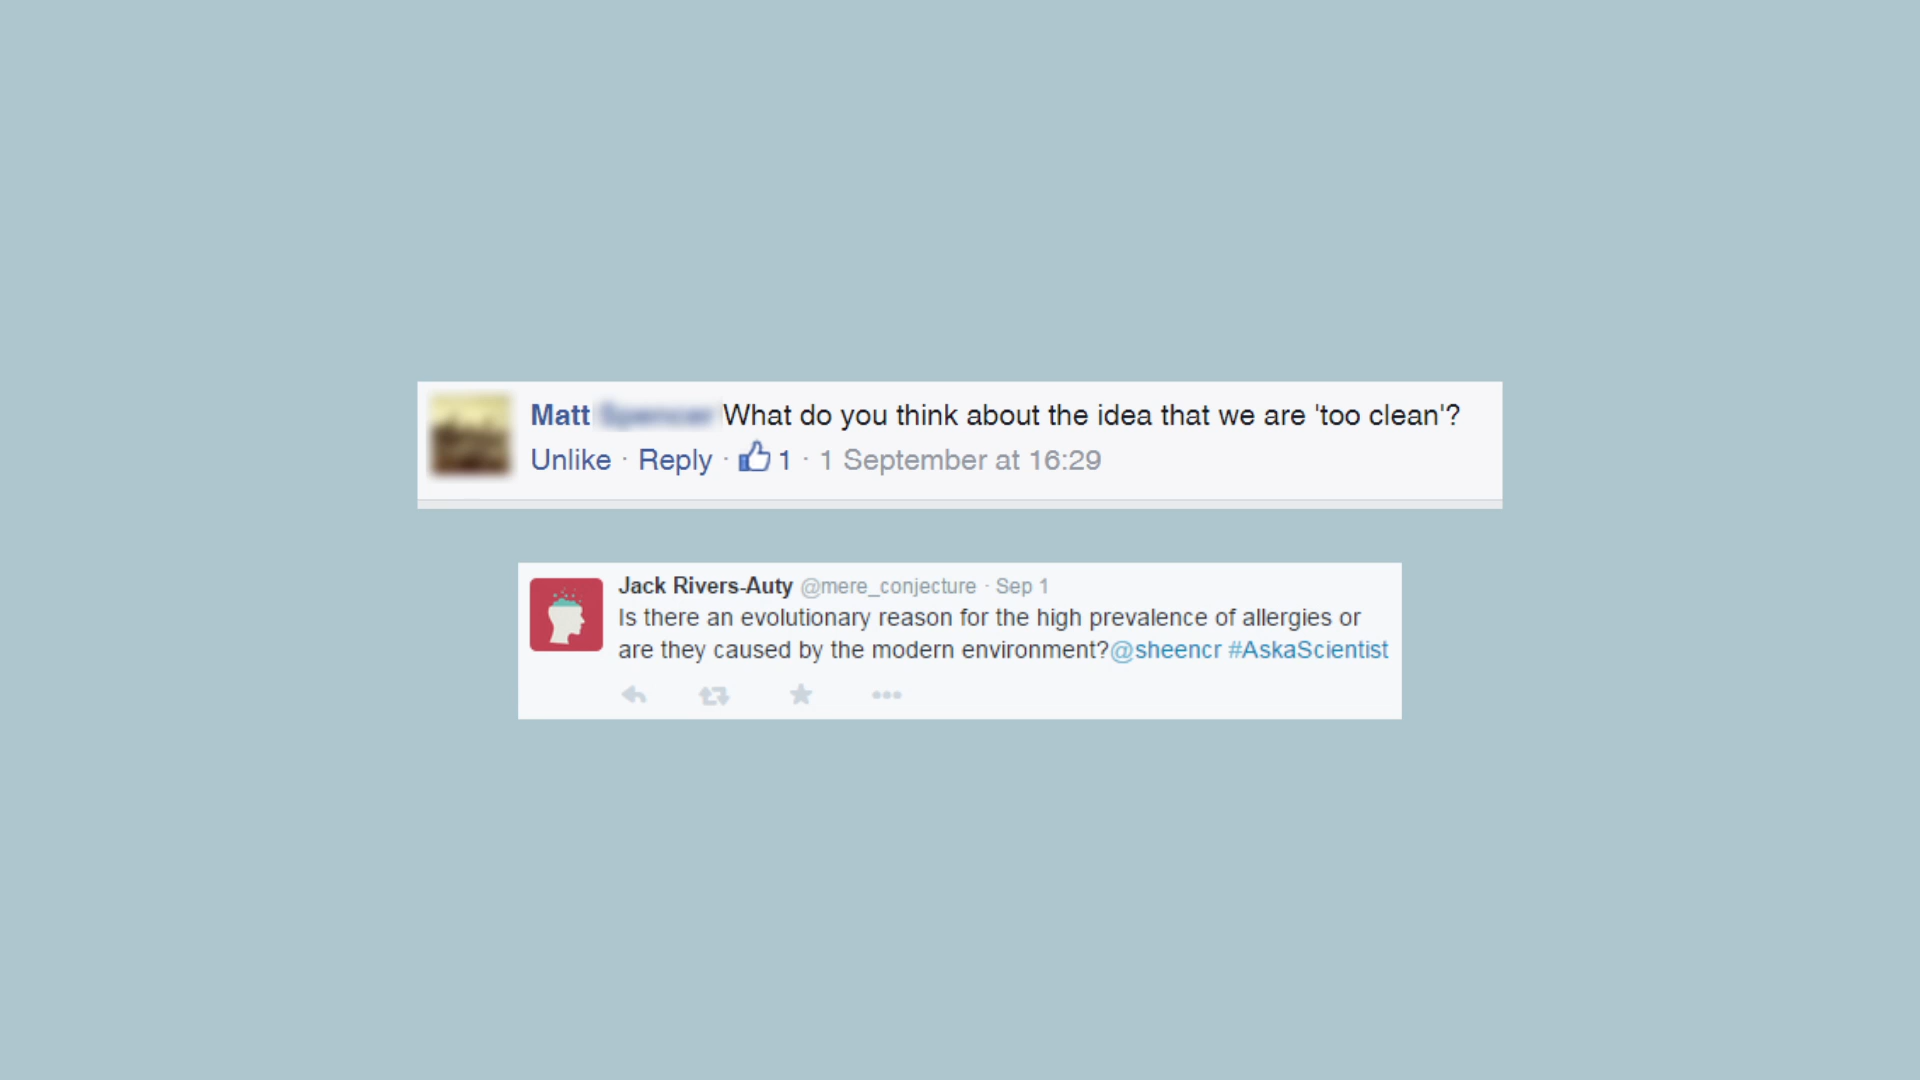 Matt What do you think about the idea that we are 'too clean'?
Unlike · Reply · 1 · 1 September at 16:29
Jack Rivers-Auty @mere_conjecture · Sep 1
Is there an evolutionary reason for the high prevalence of allergies or
are they caused by the modern environment?@sheencr #AskaScientist